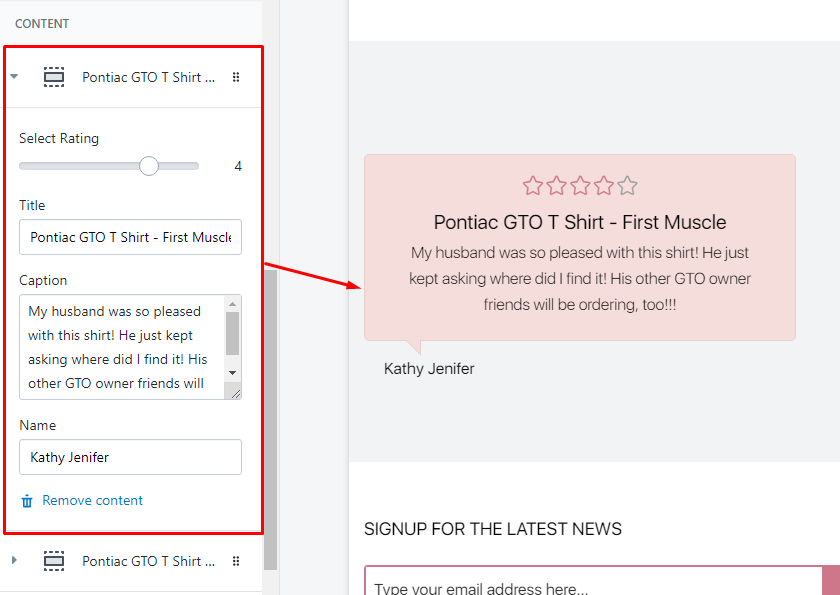 CONTENT
Pontiac GTO T Shirt ...
Select Rating
4
Title
Pontiac GTO T Shirt - First Muscle
Caption
My husband was so pleased
with this shirt! He just kept
asking where did I find it! His
other GTO owner friends will
Name
Kathy Jenifer
Remove content
Pontiac GTO T Shirt ...
Pontiac GTO T Shirt - First Muscle
My husband was so pleased with this shirt! He just
kept asking where did I find it! His other GTO owner
friends will be ordering, too!!!
Kathy Jenifer
SIGNUP FOR THE LATEST NEWS
Type your email address here...